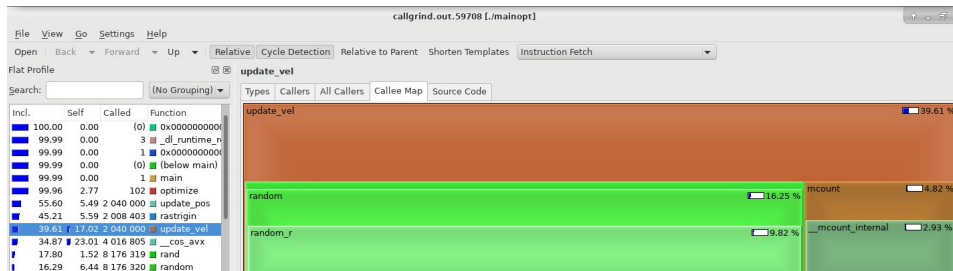 callgrind.out.59708 [./mainopt]
File View Go Settings Help
Open Back Forward Up Relative Cycle Detection Relative to Parent Shorten Templates Instruction Fetch
Flat Profile
Search: (No Grouping)
Incl. Self Called Function
100.00 0.00 (0) 0x0000000000
99.99 0.00 3 _dl_runtime_r
99.99 0.00 1 0x0000000000
99.99 0.00 (0) (below main)
99.99 0.00 1 main
99.96 2.77 102 optimize
55.60 5.49 2 040 000 update_pos
45.21 5.59 2 008 403 rastrigin
39.61 17.02 2 040 000 update_vel
34.87 23.01 4 016 805 __cos_avx
17.80 1.52 8 176 319 rand
16.29 6.44 8 176 320 random
update_vel
Types Callers All Callers Callee Map Source Code
update_vel 39.61 %
random 16.25 %
mcount 4.82 %
random_r 9.82 %
__mcount_internal 2.93 %